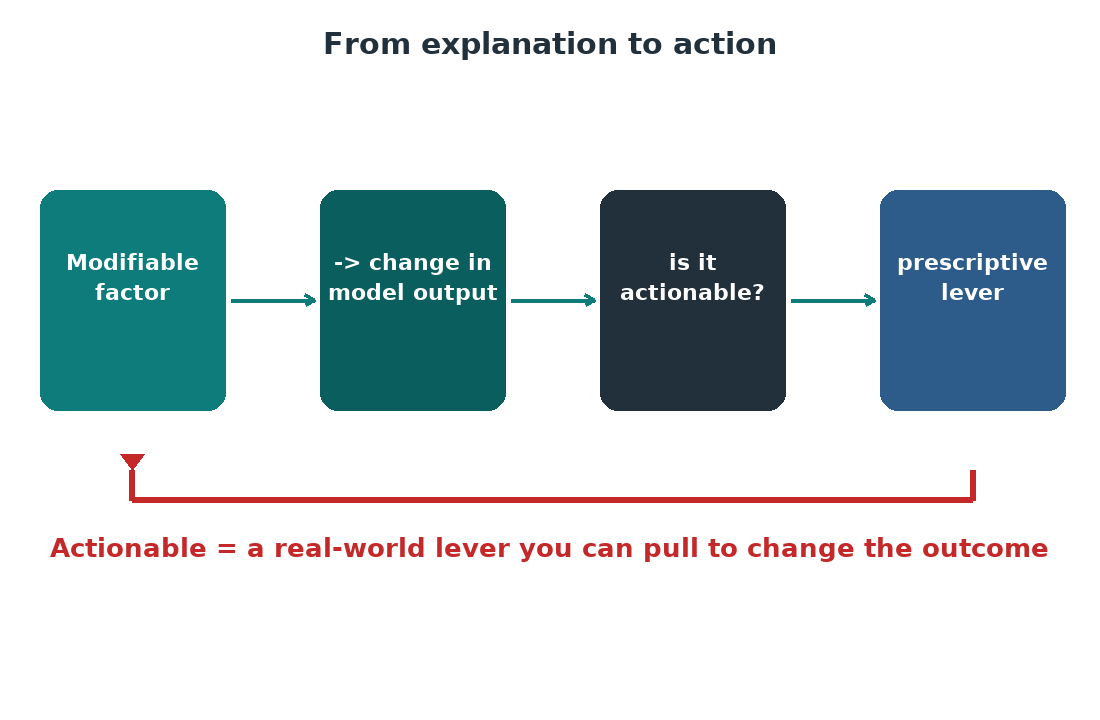 From explanation to action
Modifiable
factor
-> change in
model output
is it
actionable?
prescriptive
lever
Actionable = a real-world lever you can pull to change the outcome